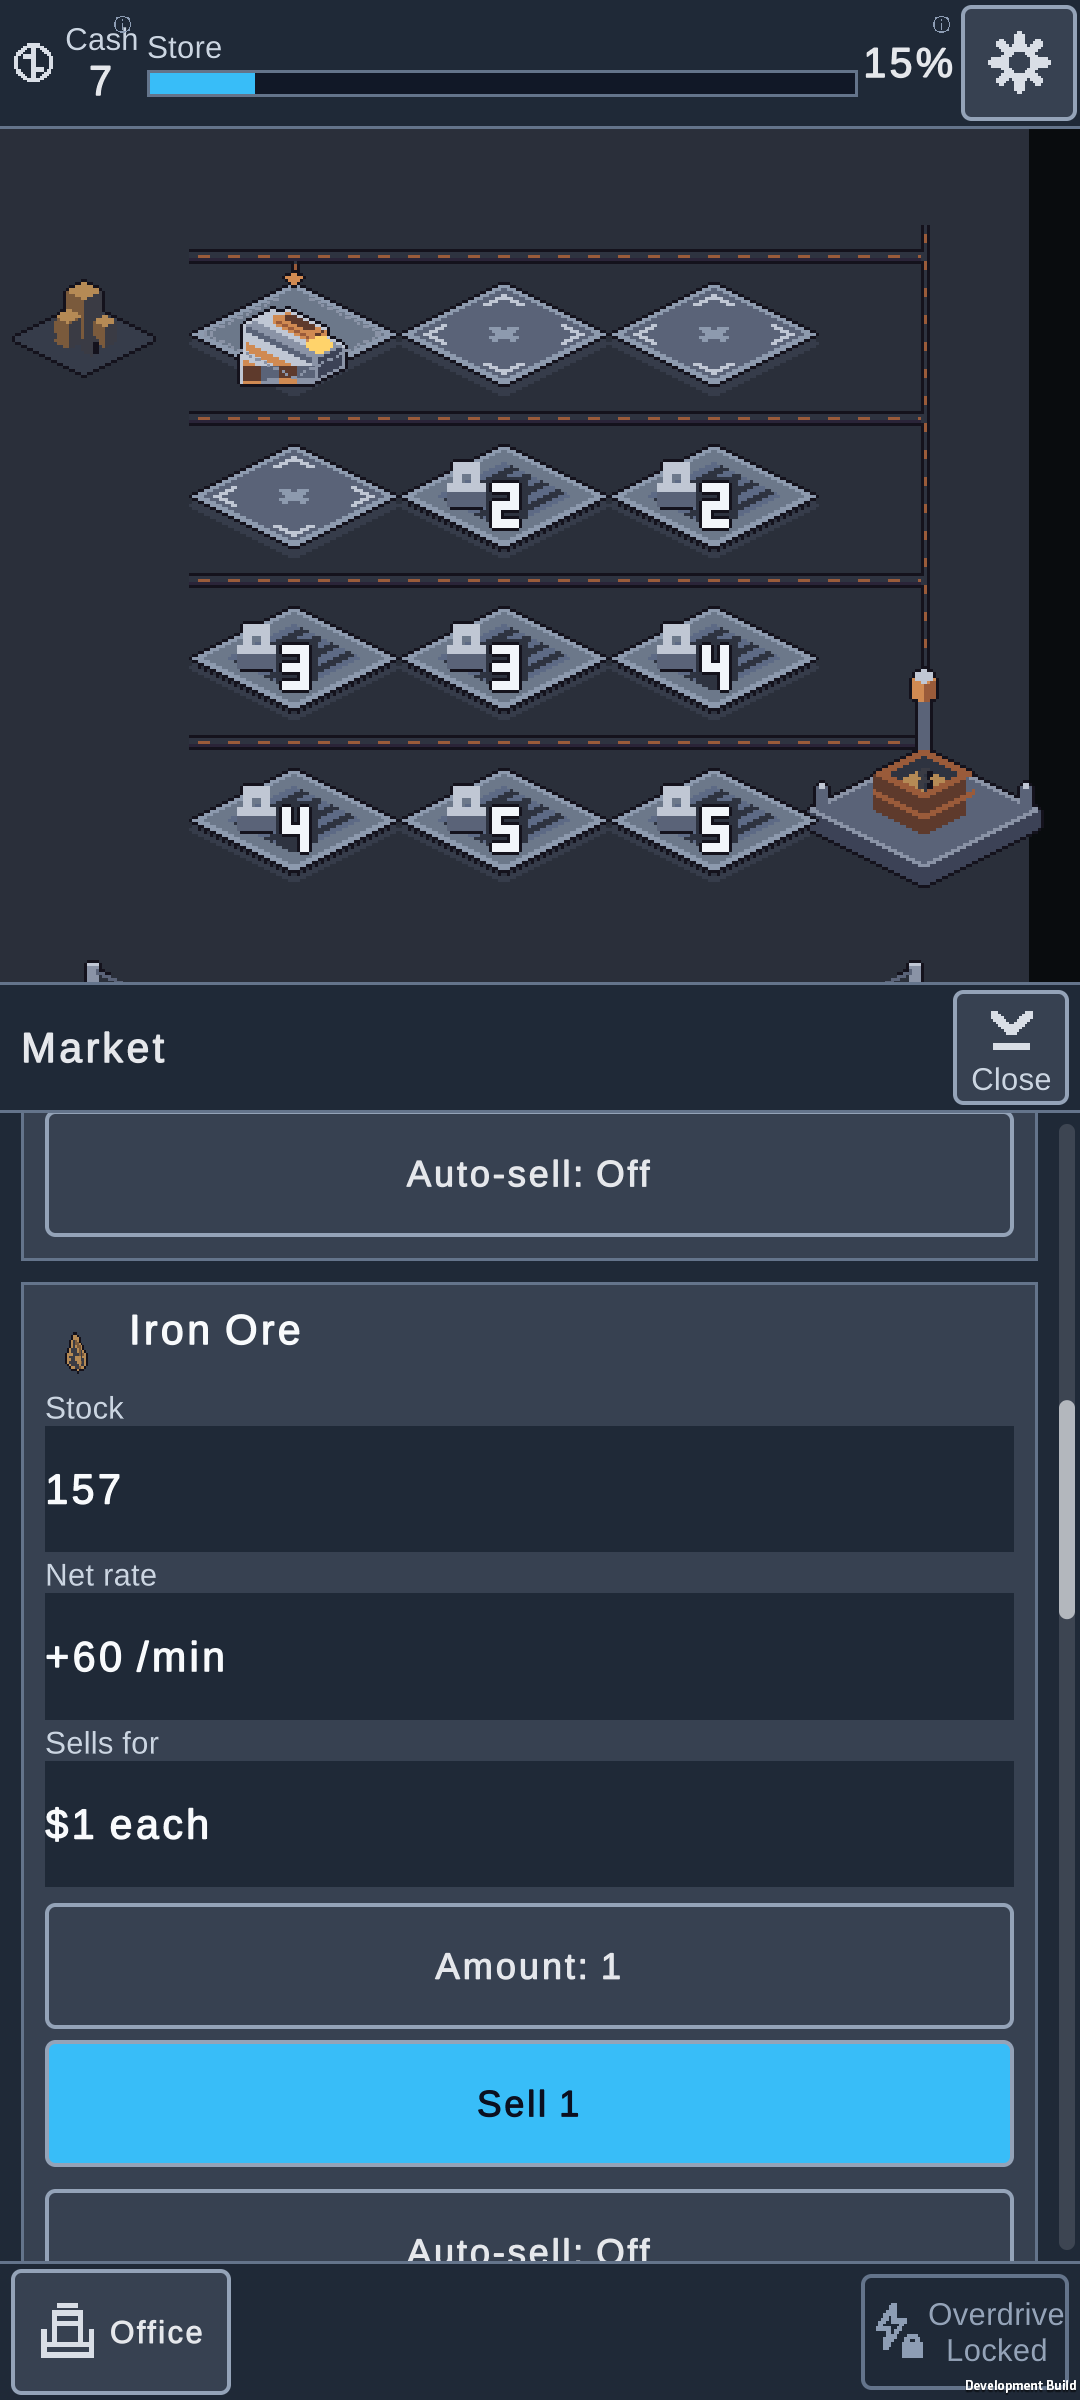 Cash
7
Store
15%
2
2
3
3
4
4
5
5
Market
Close
Auto-sell: Off
Iron Ore
Stock
157
Net rate
+60 /min
Sells for
$1 each
Amount: 1
Sell 1
Auto-sell: Off
Office
Overdrive
Locked
Development Build